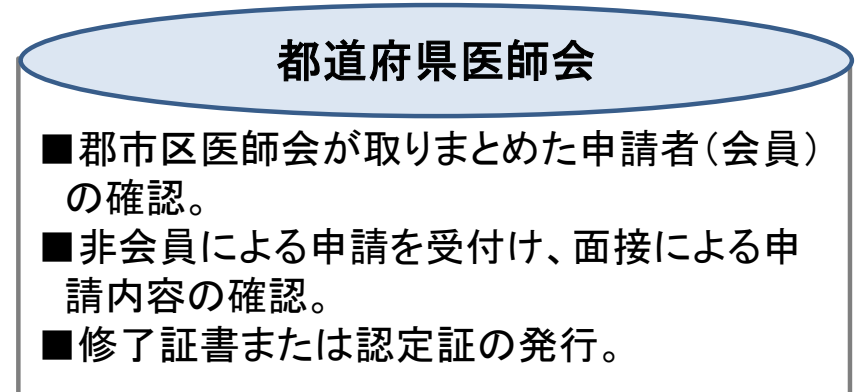 都道府県医師会
■郡市区医師会が取りまとめた申請者（会員）
の確認。
■非会員による申請を受付け、面接による申
請内容の確認。
■修了証書または認定証の発行。